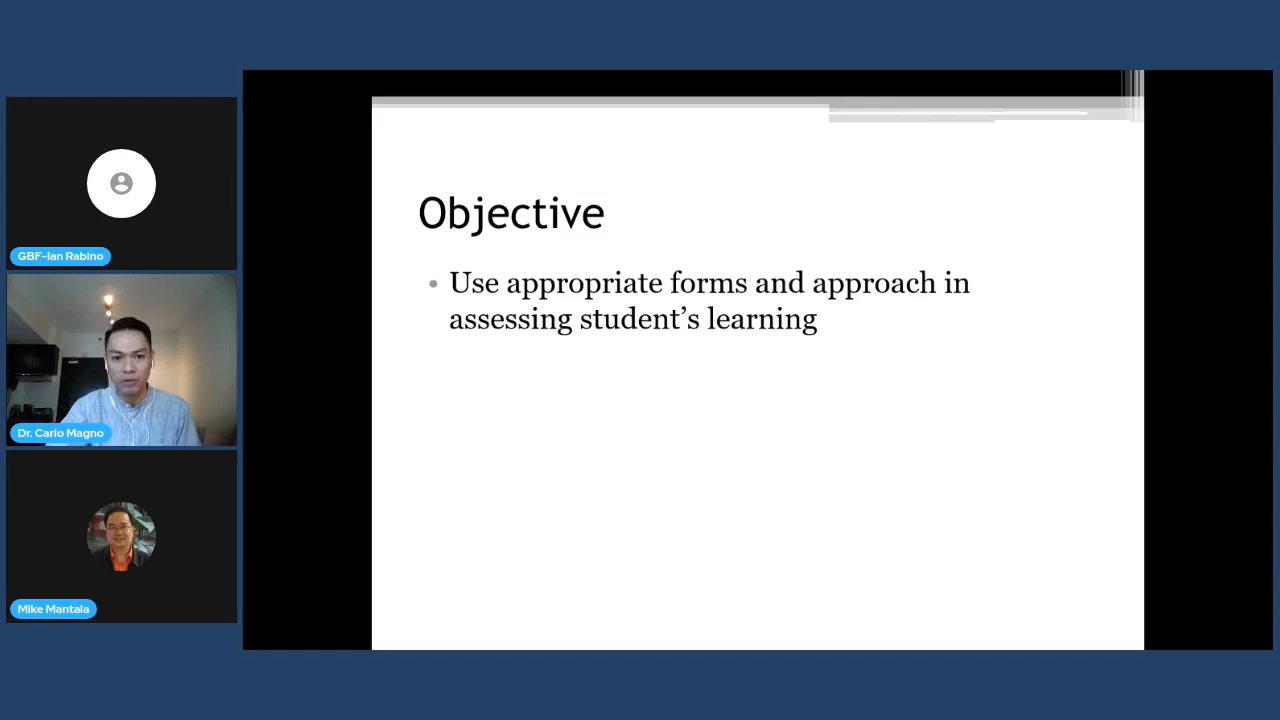 GBF-Ian Rabino
Dr. Carlo Magno
Mike Mantala
Objective
• Use appropriate forms and approach in
assessing student’s learning